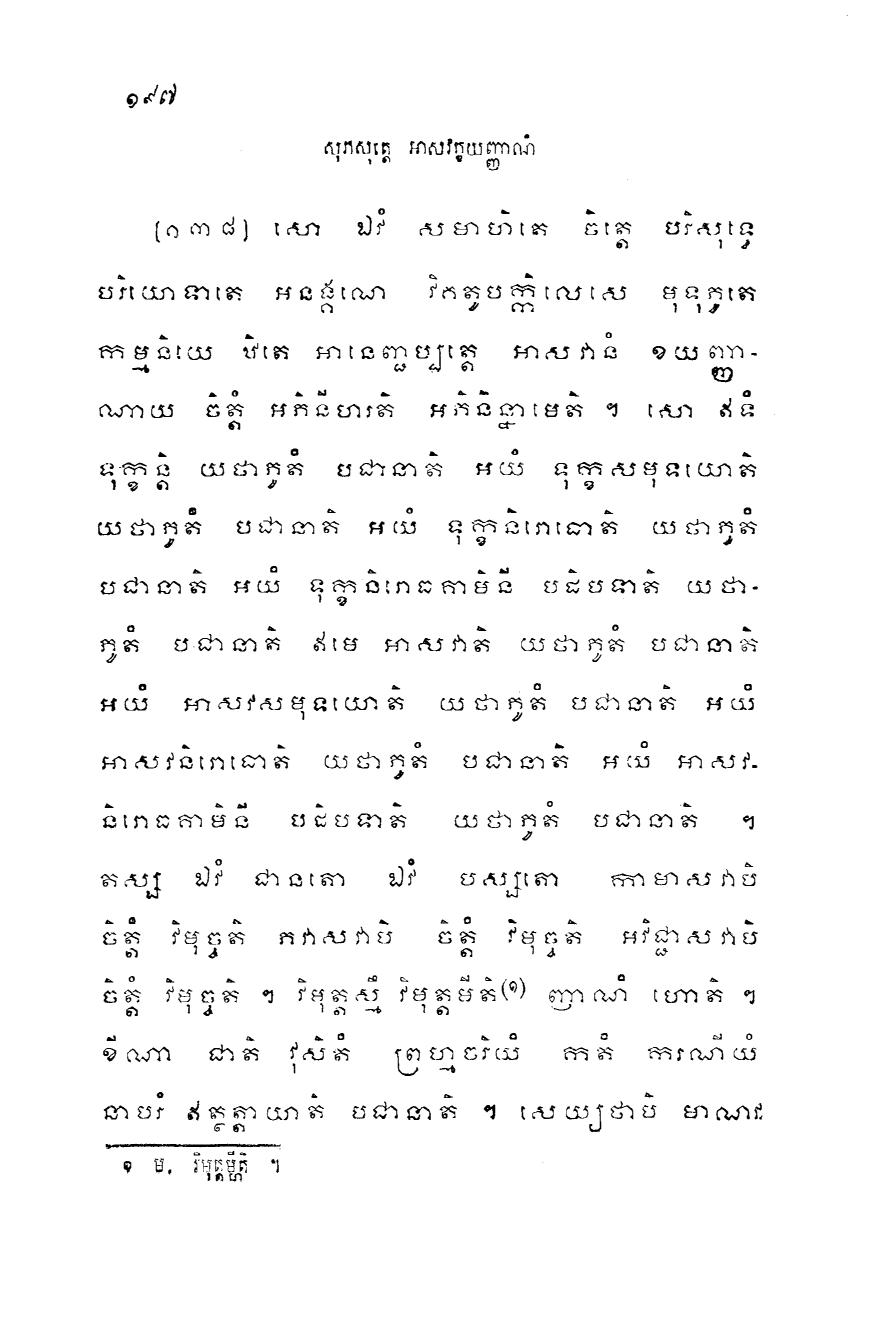 ១៩៧
សុភសុត្តេ អាសវក្ខយញ្ញាណំ
[១៣៨] សោ ឯវំ សមាហិតេ ចិត្តេ បរិសុទ្ធេ
បរិយោទាតេ អនង្គណេ វិគតូបក្កិលេសេ មុទុភូតេ
កម្មនិយេ ឋិតេ អានេញ្ជប្បត្តេ អាសវានំ ខយញ្ញា-
ណាយ ចិត្តំ អភិនីហរតិ អភិនិន្នាមេតិ ។ សោ ឥទំ
ទុក្ខន្តិ យថាភូតំ បជានាតិ អយំ ទុក្ខសមុទយោតិ
យថាភូតំ បជានាតិ អយំ ទុក្ខនិរោធោតិ យថាភូតំ
បជានាតិ អយំ ទុក្ខនិរោធគាមិនី បដិបទាតិ យថា-
ភូតំ បជានាតិ ឥមេ អាសវាតិ យថាភូតំ បជានាតិ
អយំ អាសវសមុទយោតិ យថាភូតំ បជានាតិ អយំ
អាសវនិរោធោតិ យថាភូតំ បជានាតិ អយំ អាសវ-
និរោធគាមិនី បដិបទាតិ យថាភូតំ បជានាតិ ។
តស្ស ឯវំ ជានតោ ឯវំ បស្សតោ កាមាសវាបិ
ចិត្តំ វិមុច្ចតិ ភវាសវាបិ ចិត្តំ វិមុច្ចតិ អវិជ្ជាសវាបិ
ចិត្តំ វិមុច្ចតិ ។ វិមុត្តស្មឹ វិមុត្តមីតិ(១) ញាណំ ហោតិ ។
ខីណា ជាតិ វុសិតំ ព្រហ្មចរិយំ កតំ ករណីយំ
នាបរំ ឥត្ថត្តាយាតិ បជានាតិ ។ សេយ្យថាបិ មាណវ
១ ម. វិមុត្តម្ហីតិ ។